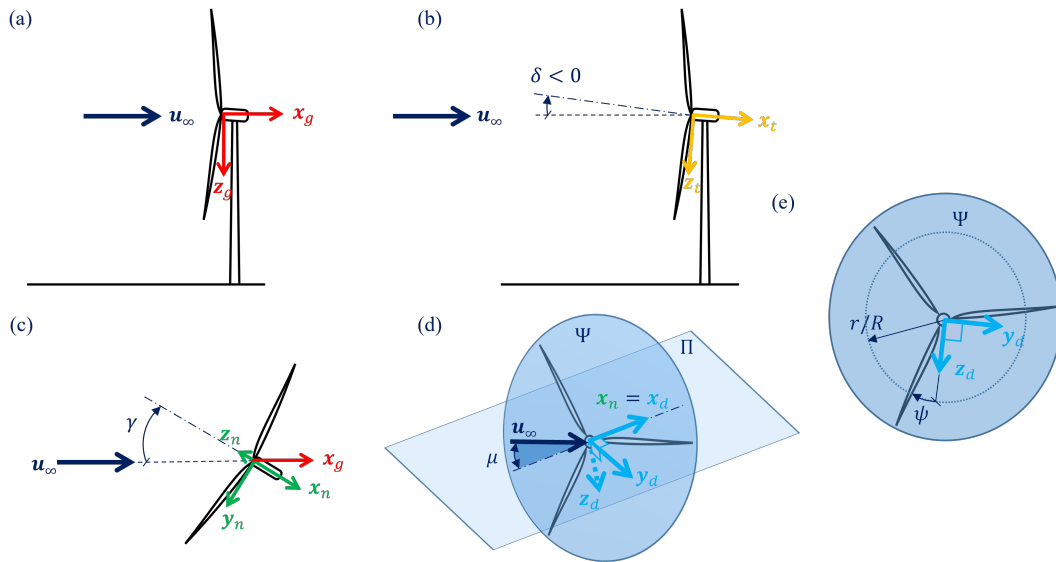 (a)
u∞
x_g
z_g
(b)
δ < 0
u∞
x_t
z_t
(c)
γ
z_n
u∞
x_g
x_n
y_n
(d)
Ψ
Π
x_n = x_d
u∞
μ
y_d
z_d
(e)
Ψ
r/R
y_d
z_d
ψ